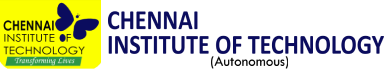 CHENNAI
INSTITUTE OF
TECHNOLOGY
Transforming Lives
CHENNAI
INSTITUTE OF TECHNOLOGY
(Autonomous)